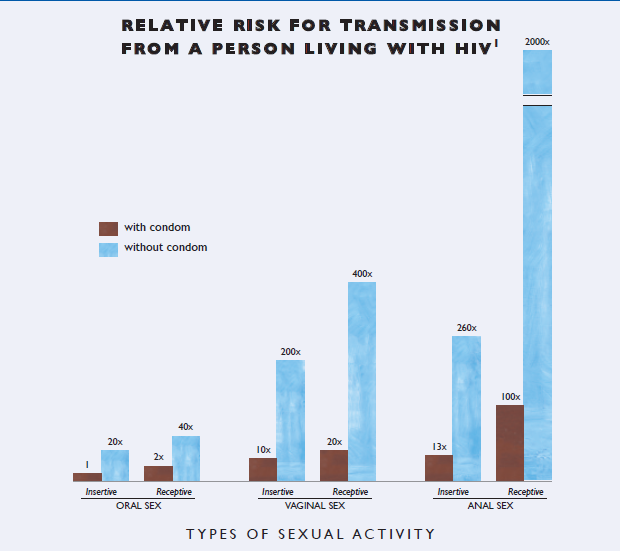 RELATIVE RISK FOR TRANSMISSION
FROM A PERSON LIVING WITH HIV1
2000x
with condom
without condom
400x
260x
200x
100x
40x
20x
13x
20x
10x
2x
1
Insertive Receptive Insertive Receptive Insertive Receptive
ORAL SEX VAGINAL SEX ANAL SEX
TYPES OF SEXUAL ACTIVITY